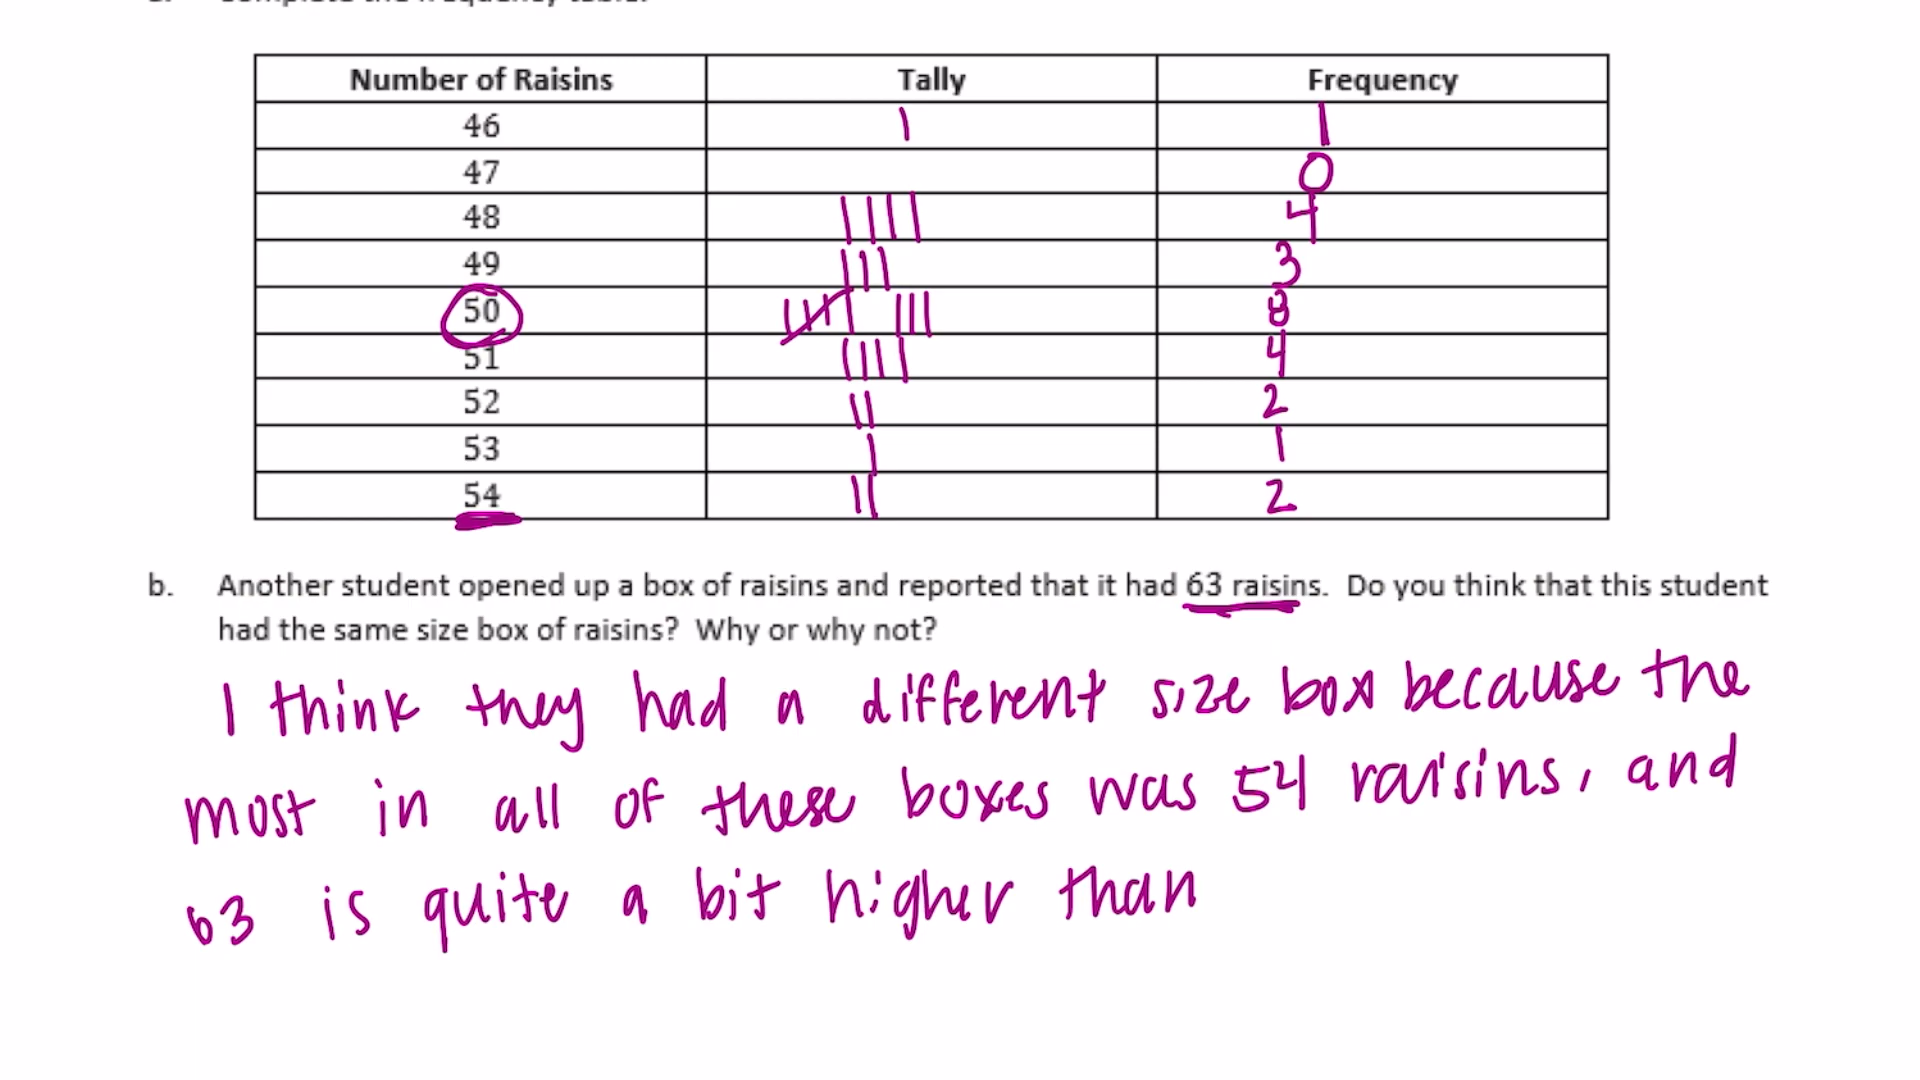 Number of Raisins Tally Frequency
46 | 1
47 0
48 |||| 4
49 ||| 3
50 |||| ||| 8
51 |||| 4
52 || 2
53 | 1
54 || 2
b. Another student opened up a box of raisins and reported that it had 63 raisins. Do you think that this student
had the same size box of raisins? Why or why not?
I think they had a different size box because the
most in all of these boxes was 54 raisins, and
63 is quite a bit higher than